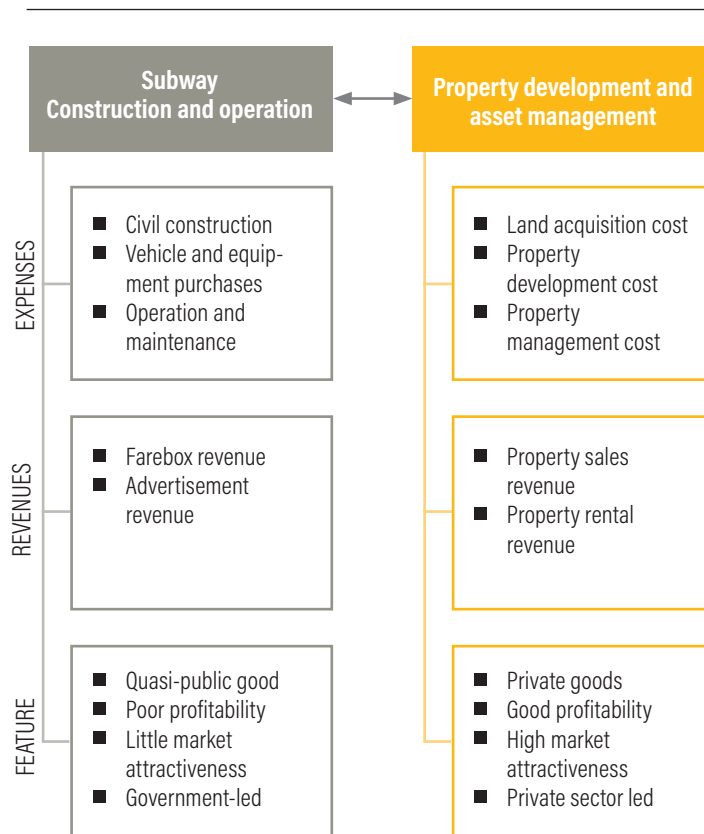 Subway
Construction and operation
Property development and
asset management
EXPENSES
■ Civil construction
■ Vehicle and equip-
ment purchases
■ Operation and
maintenance
■ Land acquisition cost
■ Property
development cost
■ Property
management cost
REVENUES
■ Farebox revenue
■ Advertisement
revenue
■ Property sales
revenue
■ Property rental
revenue
FEATURE
■ Quasi-public good
■ Poor profitability
■ Little market
attractiveness
■ Government-led
■ Private goods
■ Good profitability
■ High market
attractiveness
■ Private sector led